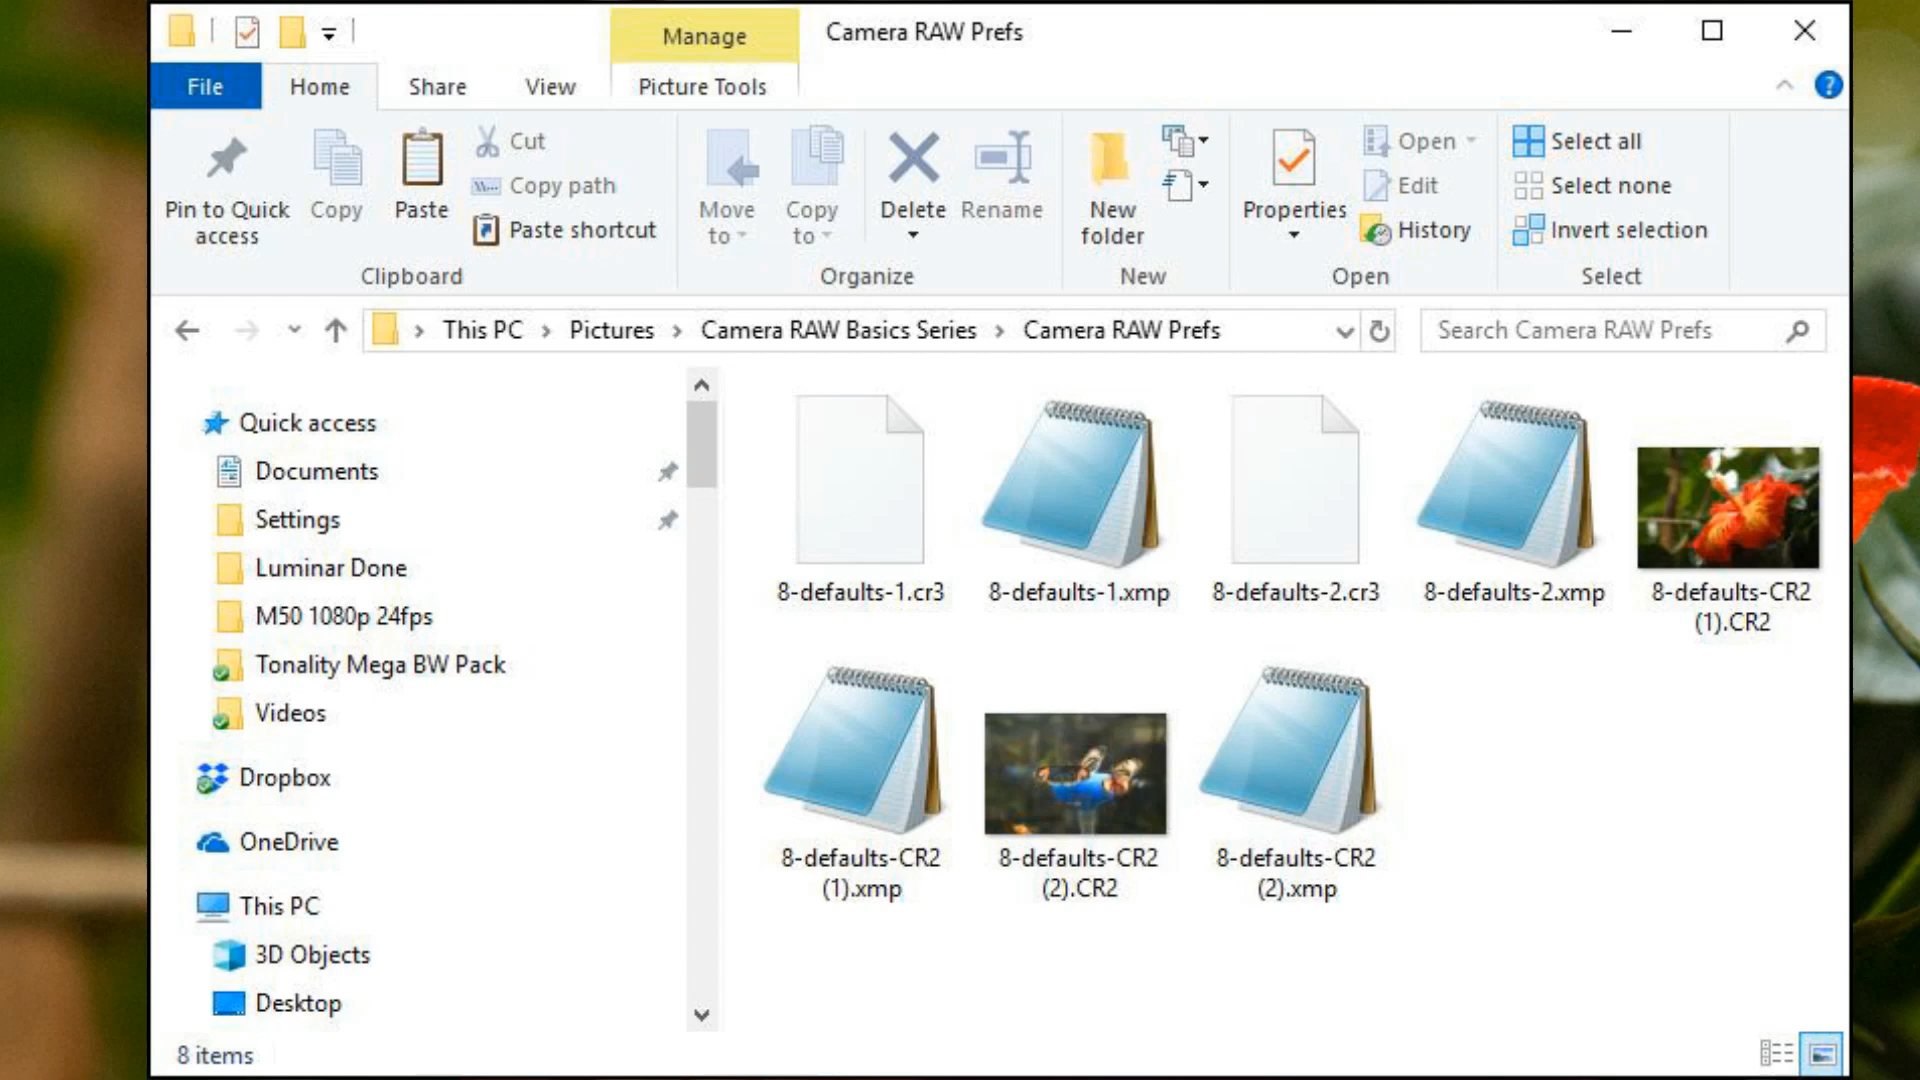 Manage
Camera RAW Prefs
File
Home
Share
View
Picture Tools
Pin to Quick
access
Copy
Paste
Cut
Copy path
Paste shortcut
Clipboard
Move
to
Copy
to
Delete
Rename
Organize
New
folder
New
Properties
Open
Edit
History
Open
Select all
Select none
Invert selection
Select
This PC > Pictures > Camera RAW Basics Series > Camera RAW Prefs
Search Camera RAW Prefs
Quick access
Documents
Settings
Luminar Done
M50 1080p 24fps
Tonality Mega BW Pack
Videos
Dropbox
OneDrive
This PC
3D Objects
Desktop
8-defaults-1.cr3
8-defaults-1.xmp
8-defaults-2.cr3
8-defaults-2.xmp
8-defaults-CR2
(1).CR2
8-defaults-CR2
(1).xmp
8-defaults-CR2
(2).CR2
8-defaults-CR2
(2).xmp
8 items